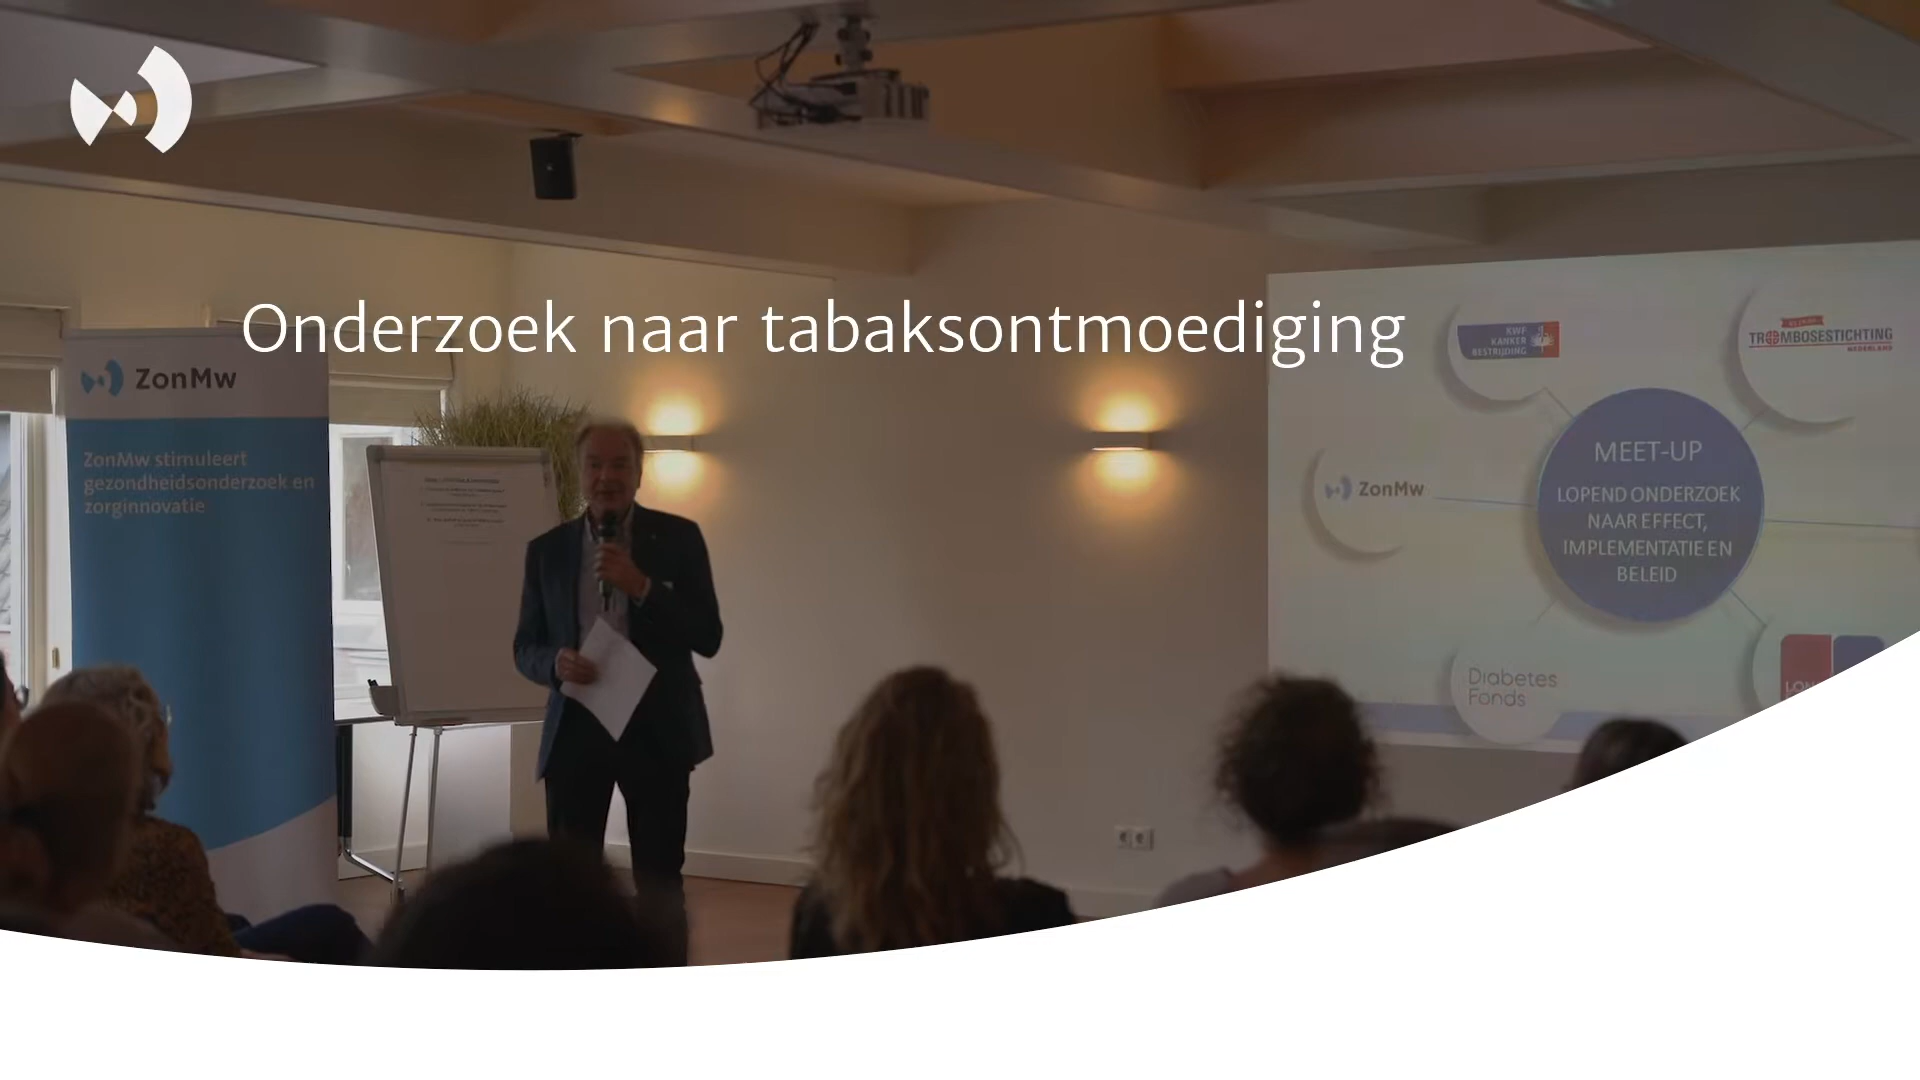 Onderzoek naar tabaksontmoediging
ZonMw
ZonMw stimuleert
gezondheidsonderzoek en
zorginnovatie
KWF
KANKER
BESTRIJDING
TROMBOSESTICHTING
NEDERLAND
ZonMw
MEET-UP
LOPEND ONDERZOEK
NAAR EFFECT,
IMPLEMENTATIE EN
BELEID
Diabetes
Fonds